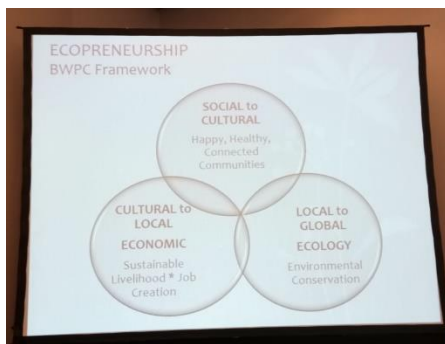 ECOPRENEURSHIP
BWPC Framework
SOCIAL to
CULTURAL
Happy, Healthy,
Connected
Communities
CULTURAL to
LOCAL
ECONOMIC
Sustainable
Livelihood * Job
Creation
LOCAL to
GLOBAL
ECOLOGY
Environmental
Conservation